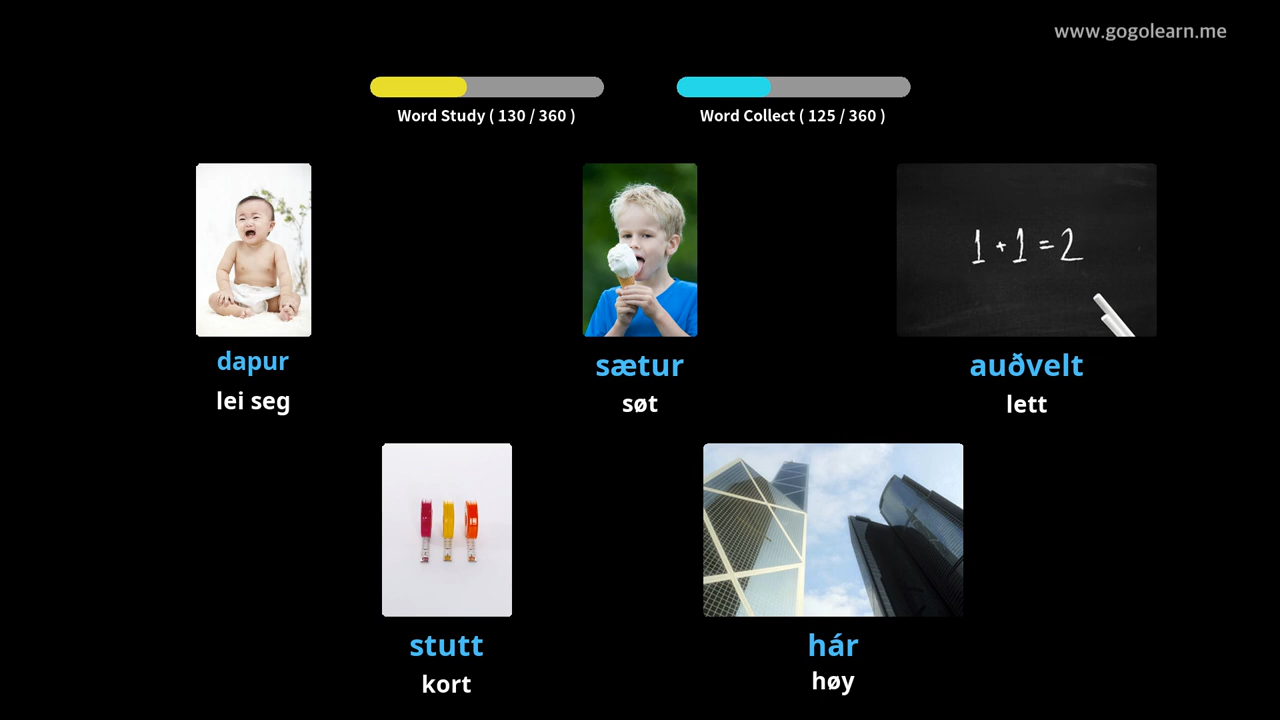 www.gogolearn.me
Word Study ( 130 / 360 )
Word Collect ( 125 / 360 )
dapur
lei seg
sætur
søt
1 + 1 = 2
auðvelt
lett
stutt
kort
hár
høy